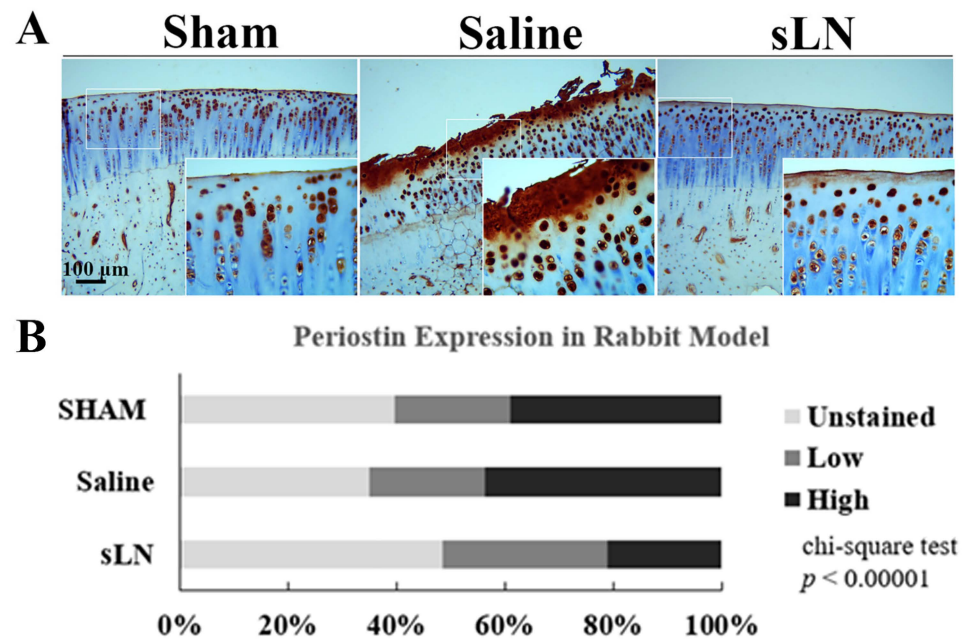 A
Sham Saline sLN
100 µm
B
Periostin Expression in Rabbit Model
SHAM
Saline
sLN
0% 20% 40% 60% 80% 100%
Unstained
Low
High
chi-square test
p < 0.00001